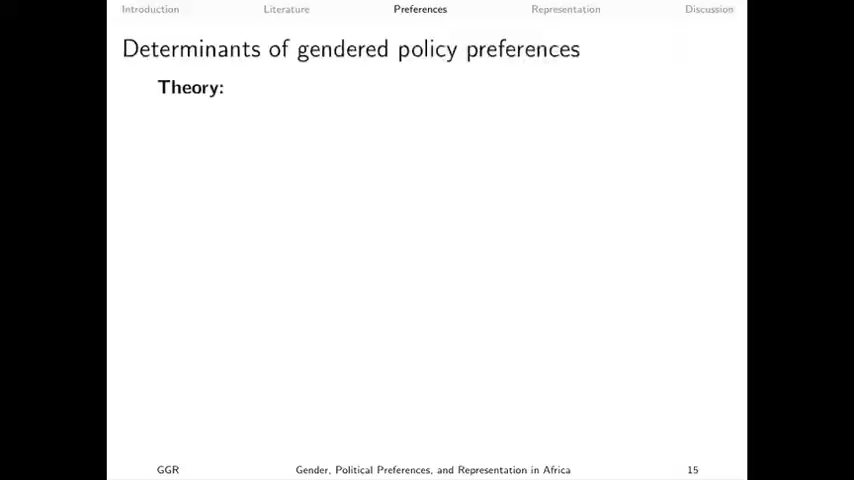 Introduction Literature Preferences Representation Discussion
Determinants of gendered policy preferences
Theory:
GGR Gender, Political Preferences, and Representation in Africa 15